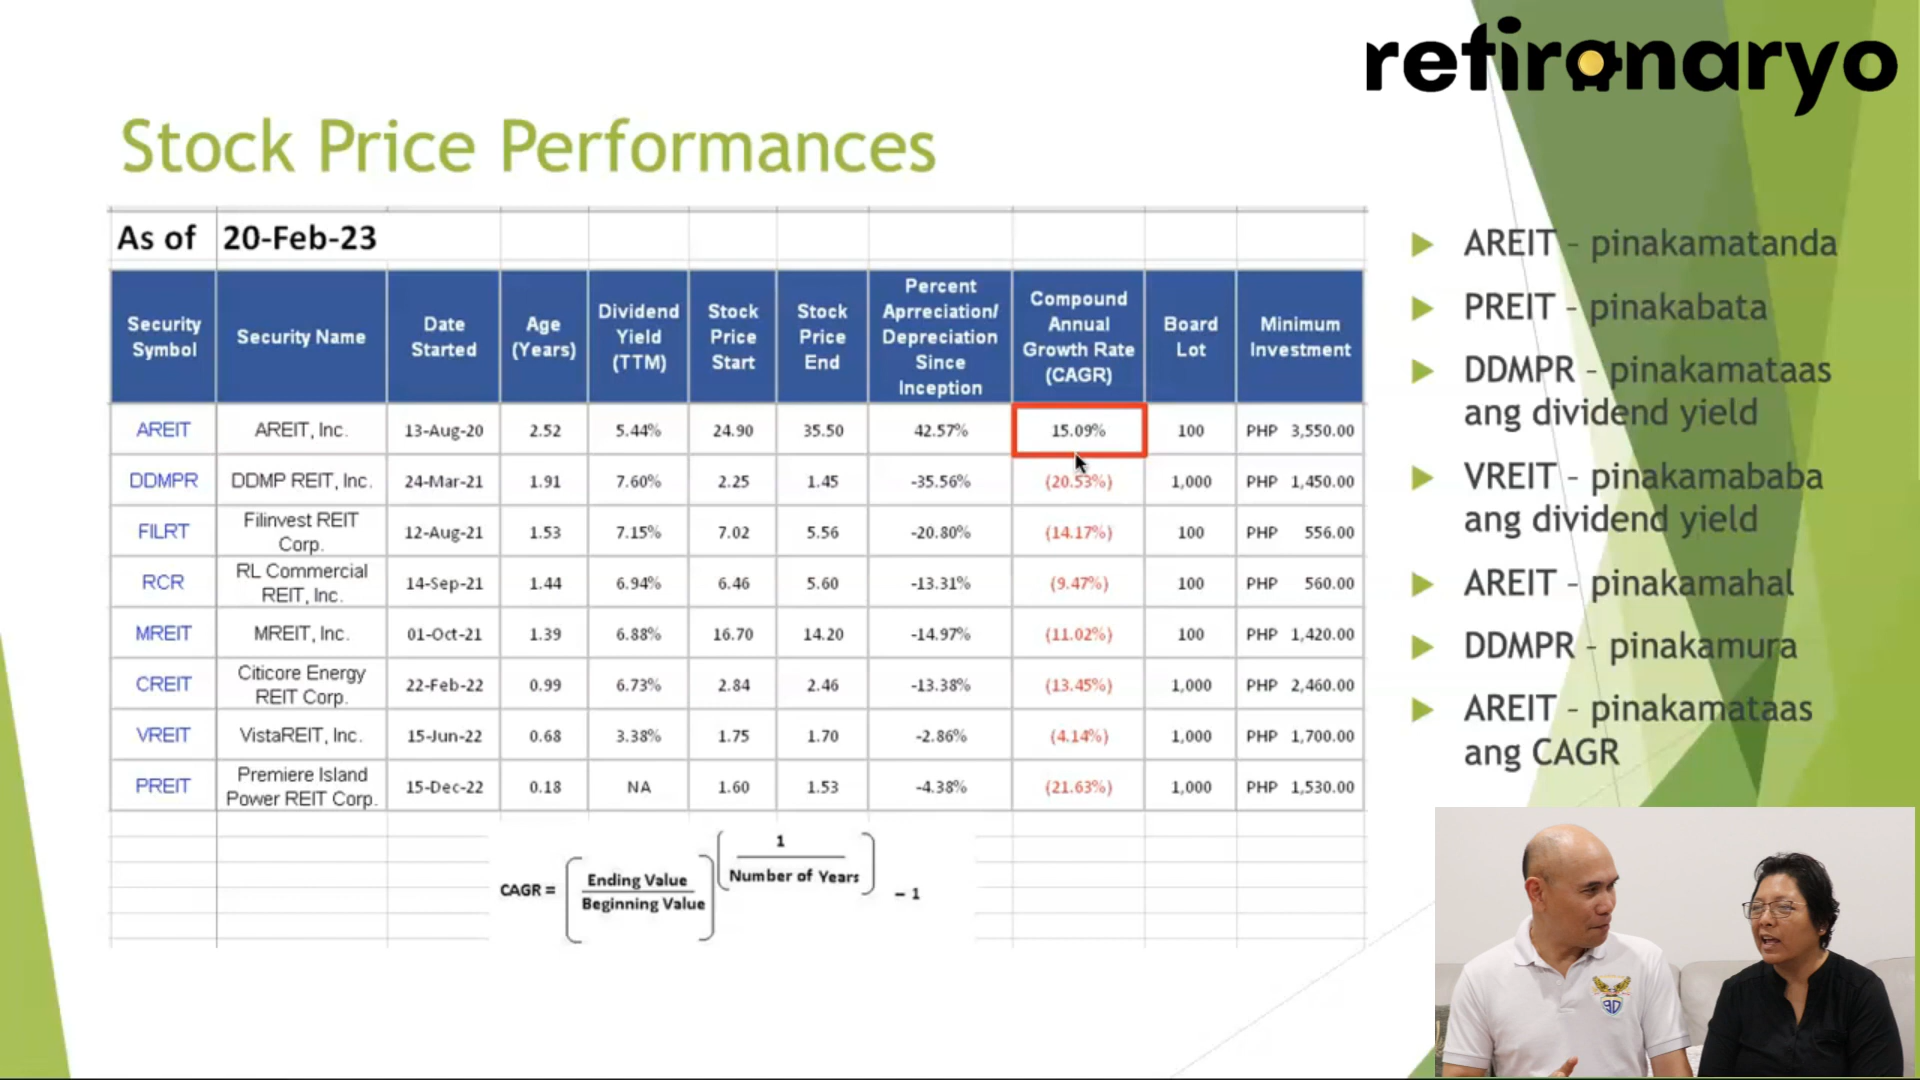 retiranaryo
Stock Price Performances
As of 20-Feb-23
Security Symbol Security Name Date Started Age (Years) Dividend Yield (TTM) Stock Price Start Stock Price End Percent Aprreciation/ Depreciation Since Inception Compound Annual Growth Rate (CAGR) Board Lot Minimum Investment
AREIT AREIT, Inc. 13-Aug-20 2.52 5.44% 24.90 35.50 42.57% 15.09% 100 PHP 3,550.00
DDMPR DDMP REIT, Inc. 24-Mar-21 1.91 7.60% 2.25 1.45 -35.56% (20.53%) 1,000 PHP 1,450.00
FILRT Filinvest REIT Corp. 12-Aug-21 1.53 7.15% 7.02 5.56 -20.80% (14.17%) 100 PHP 556.00
RCR RL Commercial REIT, Inc. 14-Sep-21 1.44 6.94% 6.46 5.60 -13.31% (9.47%) 100 PHP 560.00
MREIT MREIT, Inc. 01-Oct-21 1.39 6.88% 16.70 14.20 -14.97% (11.02%) 100 PHP 1,420.00
CREIT Citicore Energy REIT Corp. 22-Feb-22 0.99 6.73% 2.84 2.46 -13.38% (13.45%) 1,000 PHP 2,460.00
VREIT VistaREIT, Inc. 15-Jun-22 0.68 3.38% 1.75 1.70 -2.86% (4.14%) 1,000 PHP 1,700.00
PREIT Premiere Island Power REIT Corp. 15-Dec-22 0.18 NA 1.60 1.53 -4.38% (21.63%) 1,000 PHP 1,530.00
CAGR = Ending Value
Beginning Value
1
Number of Years
- 1
AREIT - pinakamatanda
PREIT - pinakabata
DDMPR - pinakamataas
ang dividend yield
VREIT - pinakamababa
ang dividend yield
AREIT - pinakamahal
DDMPR - pinakamura
AREIT - pinakamataas
ang CAGR